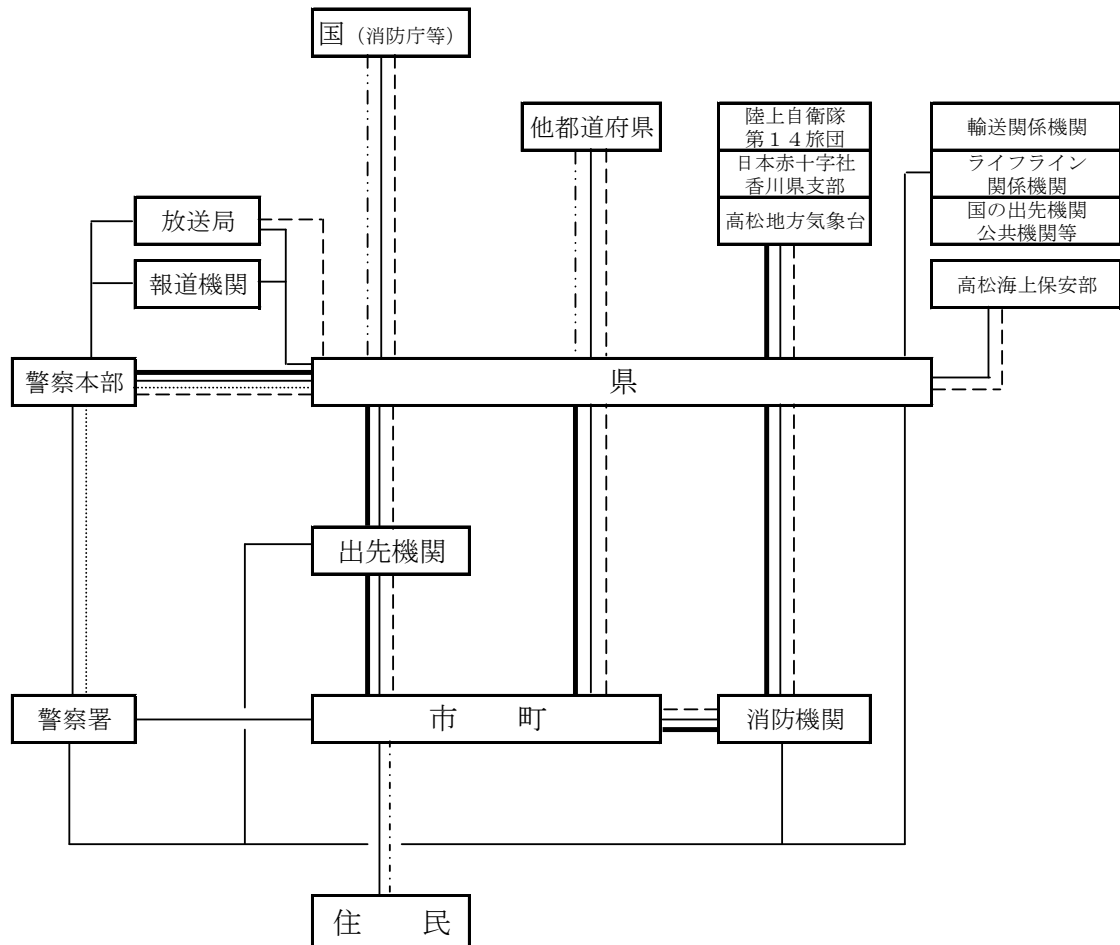 国（消防庁等）
他都道府県
陸上自衛隊
第１４旅団
日本赤十字社
香川県支部
高松地方気象台
輸送関係機関
ライフライン
関係機関
国の出先機関
公共機関等
高松海上保安部
放送局
報道機関
警察本部
県
出先機関
警察署
市　　町
消防機関
住　　民